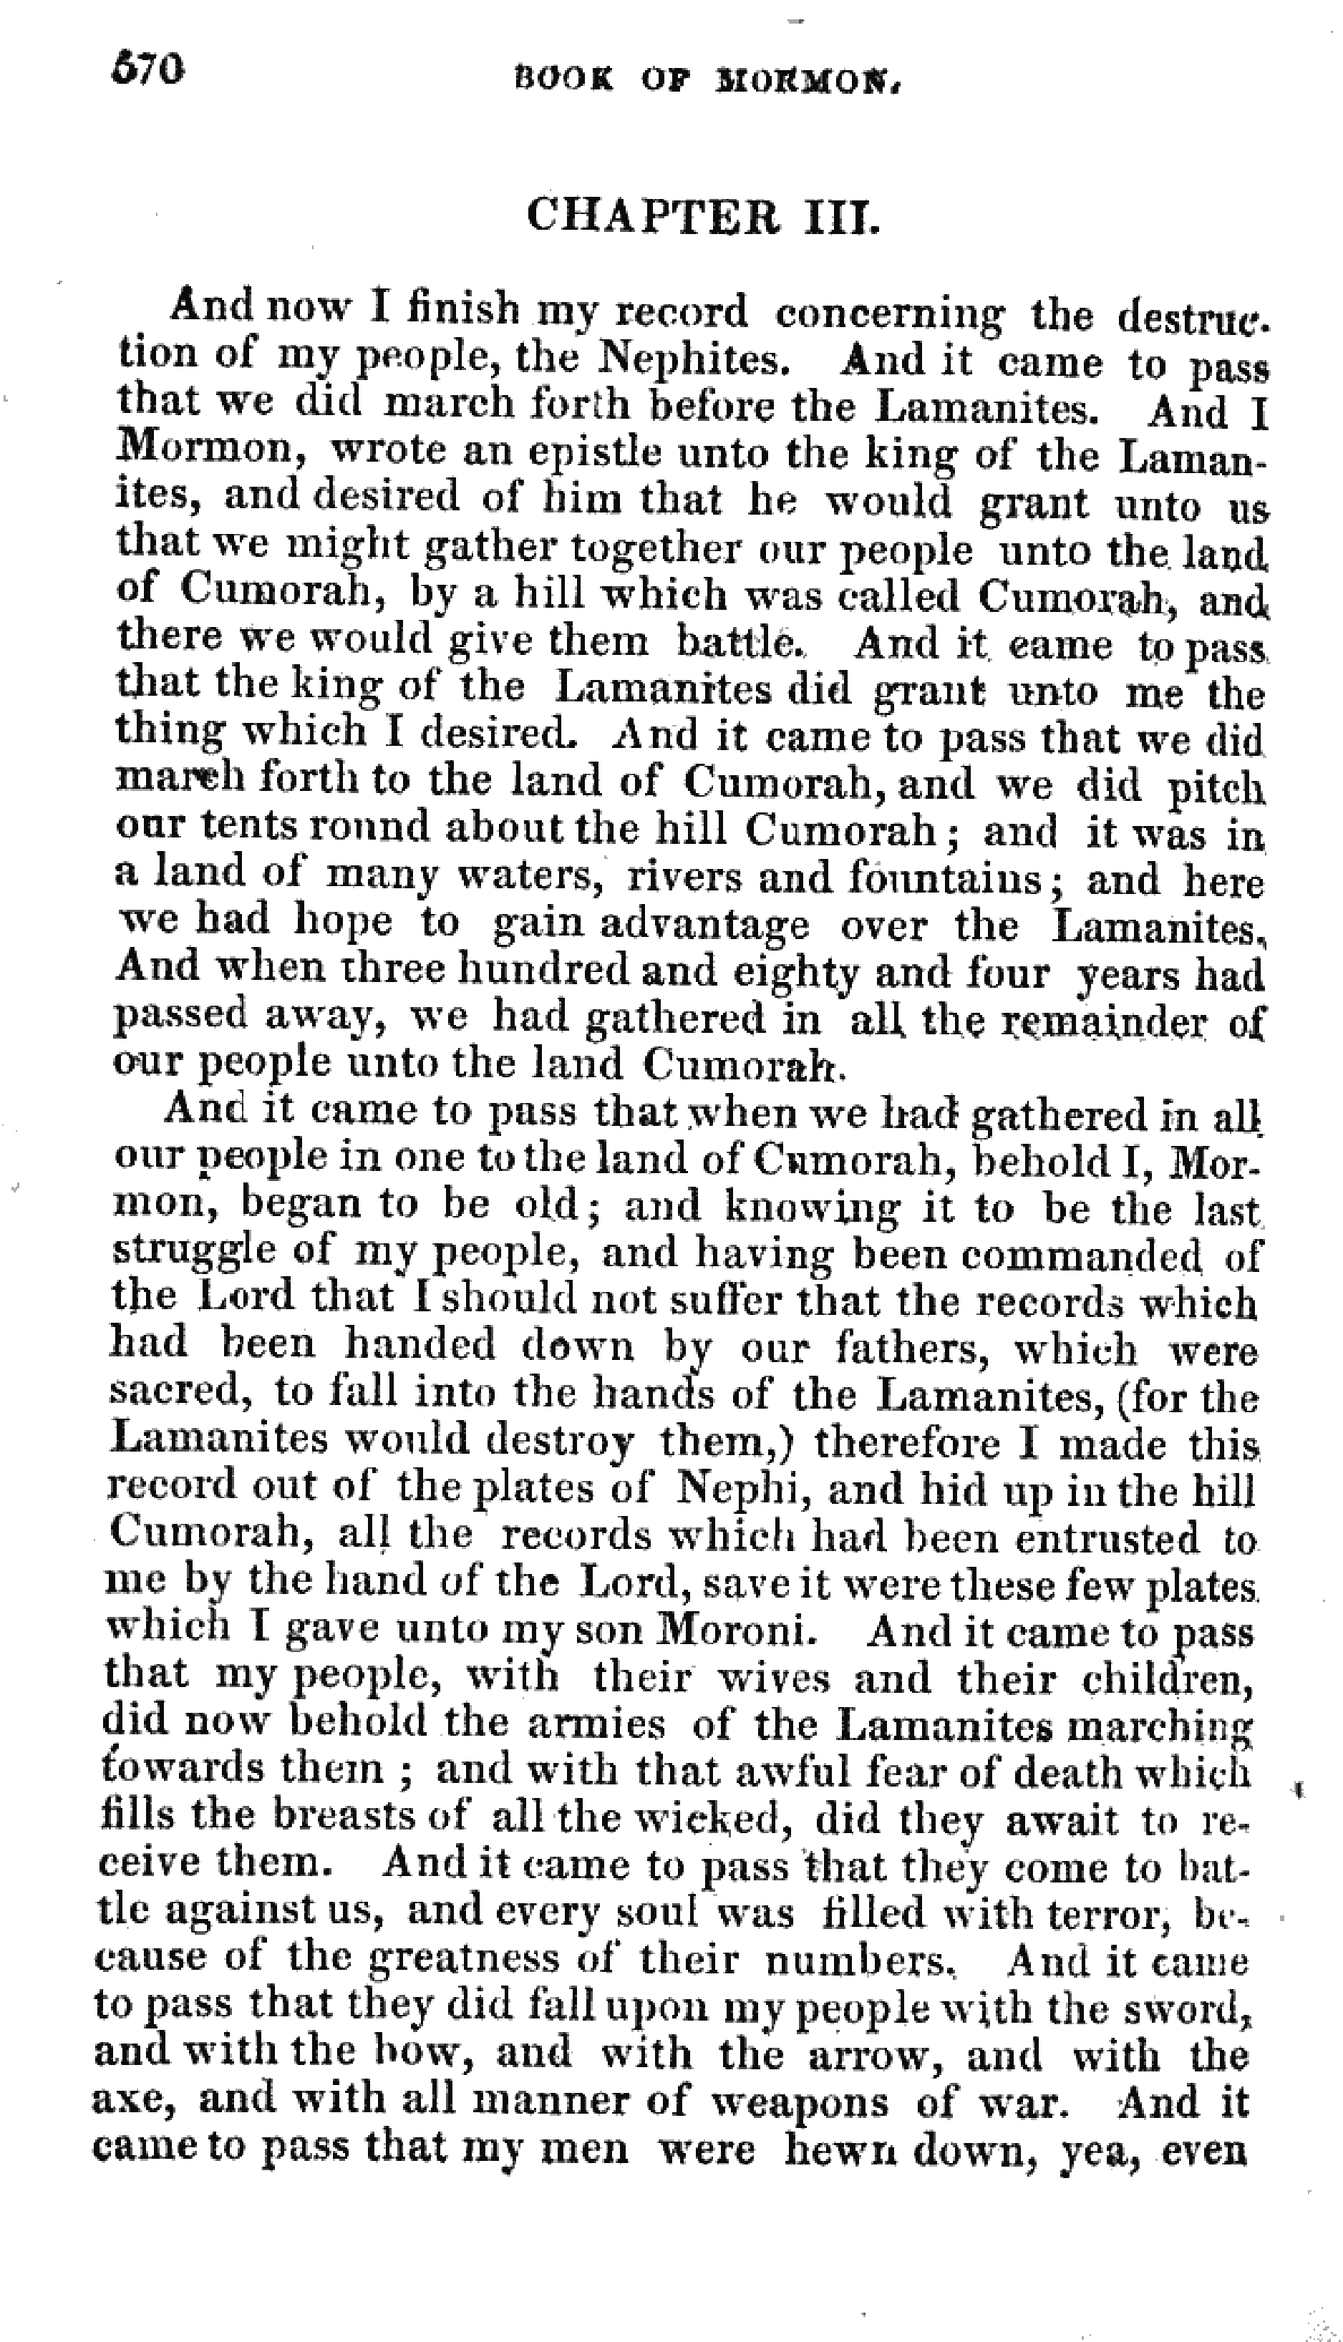 570
BOOK OF MORMON.
CHAPTER III.
And now I finish my record concerning the destruc-
tion of my people, the Nephites. And it came to pass
that we did march forth before the Lamanites. And I
Mormon, wrote an epistle unto the king of the Laman-
ites, and desired of him that he would grant unto us
that we might gather together our people unto the land
of Cumorah, by a hill which was called Cumorah, and
there we would give them battle. And it came to pass
that the king of the Lamanites did grant unto me the
thing which I desired. And it came to pass that we did
march forth to the land of Cumorah, and we did pitch
our tents round about the hill Cumorah; and it was in
a land of many waters, rivers and fountains; and here
we had hope to gain advantage over the Lamanites.
And when three hundred and eighty and four years had
passed away, we had gathered in all the remainder of
our people unto the land Cumorah.
And it came to pass that when we had gathered in all
our people in one to the land of Cumorah, behold I, Mor-
mon, began to be old; and knowing it to be the last
struggle of my people, and having been commanded of
the Lord that I should not suffer that the records which
had been handed down by our fathers, which were
sacred, to fall into the hands of the Lamanites, (for the
Lamanites would destroy them,) therefore I made this
record out of the plates of Nephi, and hid up in the hill
Cumorah, all the records which had been entrusted to
me by the hand of the Lord, save it were these few plates
which I gave unto my son Moroni. And it came to pass
that my people, with their wives and their children,
did now behold the armies of the Lamanites marching
towards them; and with that awful fear of death which
fills the breasts of all the wicked, did they await to re-
ceive them. And it came to pass that they come to bat-
tle against us, and every soul was filled with terror, be-
cause of the greatness of their numbers. And it came
to pass that they did fall upon my people with the sword,
and with the bow, and with the arrow, and with the
axe, and with all manner of weapons of war. And it
came to pass that my men were hewn down, yea, even